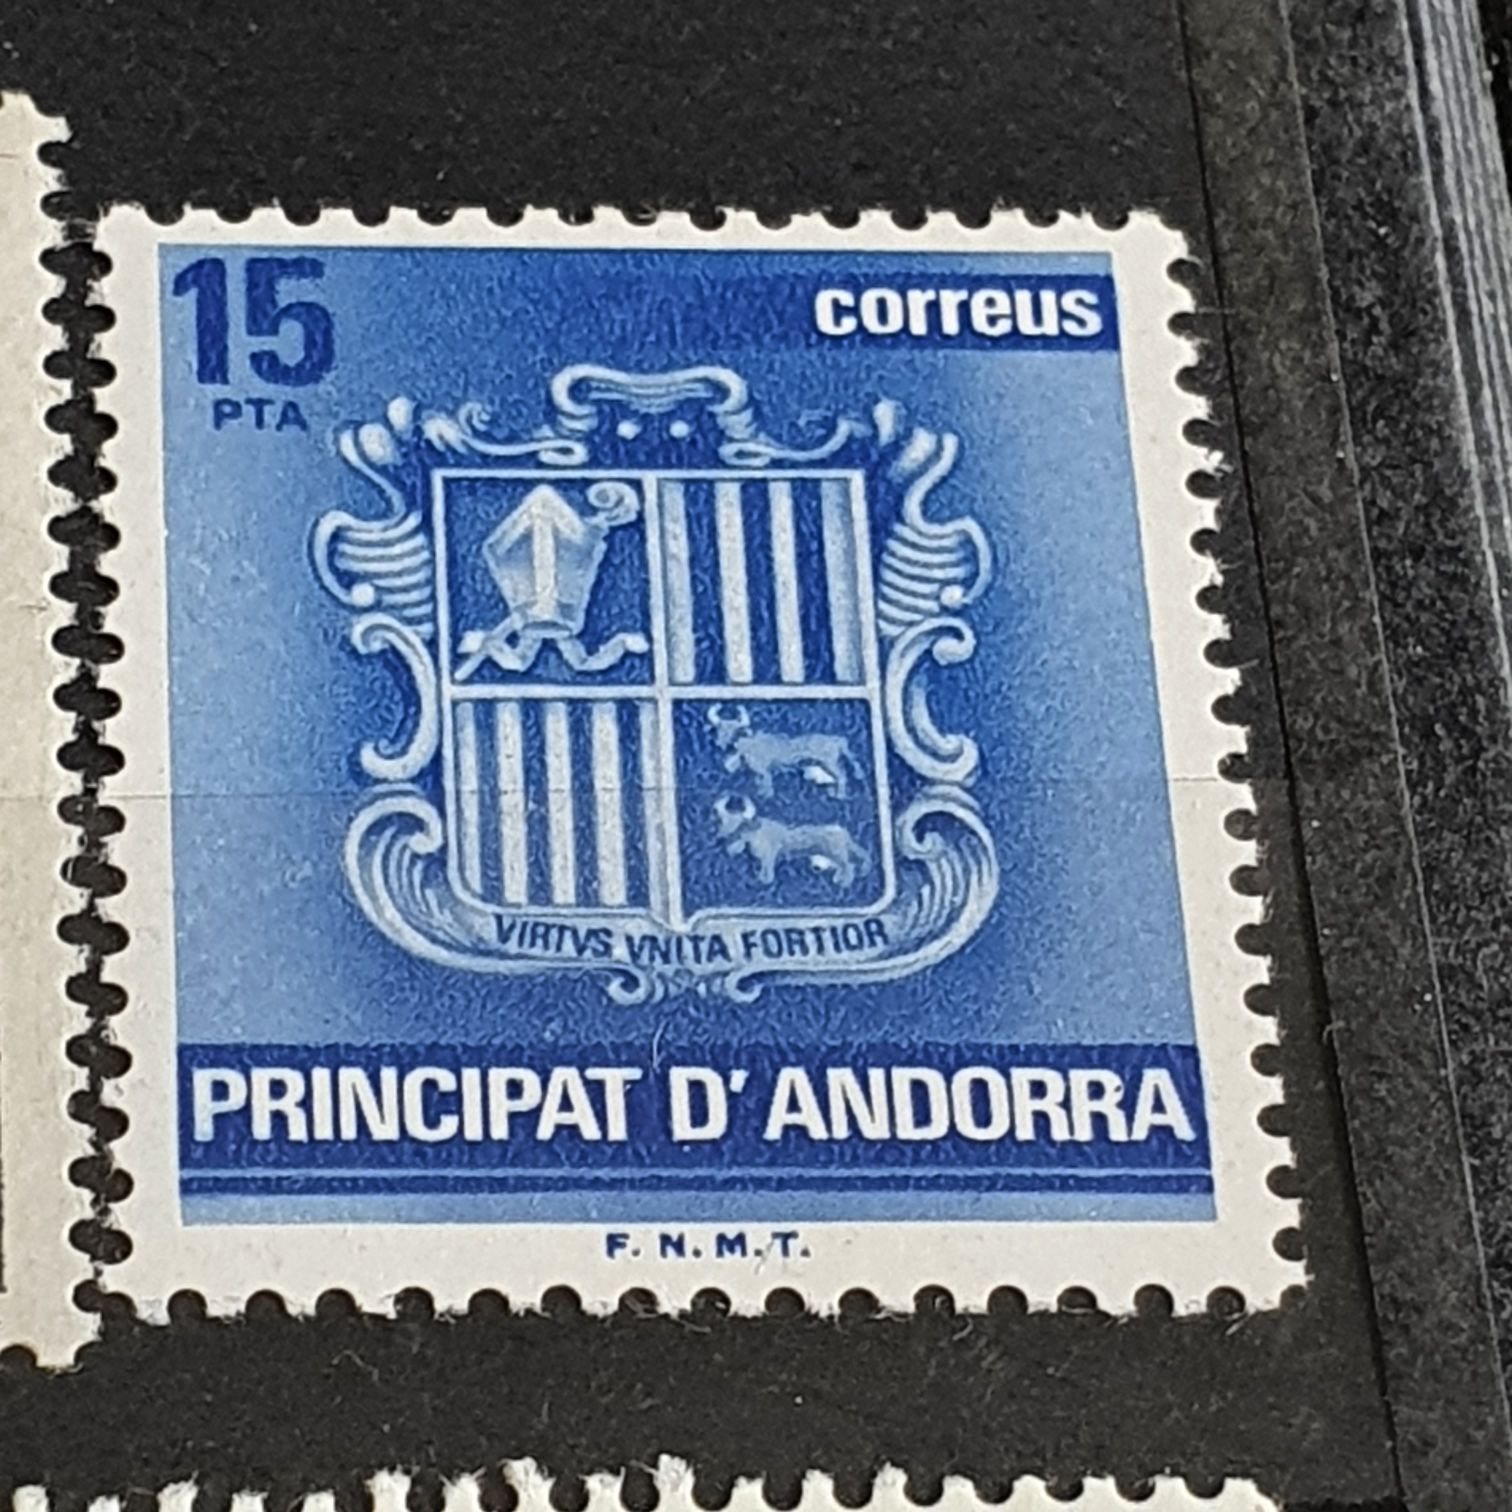 15
PTA
correus
VIRTVS VNITA FORTIOR
PRINCIPAT D'ANDORRA
F. N. M. T.